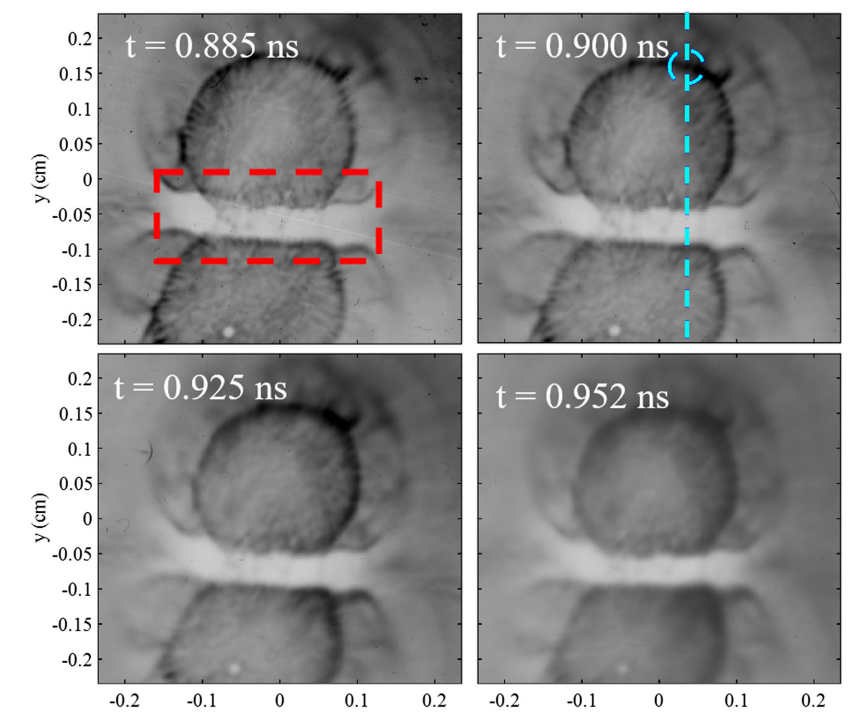 t = 0.885 ns
t = 0.900 ns
y (cm)
0.2
0.15
0.1
0.05
0
-0.05
-0.1
-0.15
-0.2
t = 0.925 ns
t = 0.952 ns
y (cm)
0.2
0.15
0.1
0.05
0
-0.05
-0.1
-0.15
-0.2
-0.2 -0.1 0 0.1 0.2 -0.2 -0.1 0 0.1 0.2